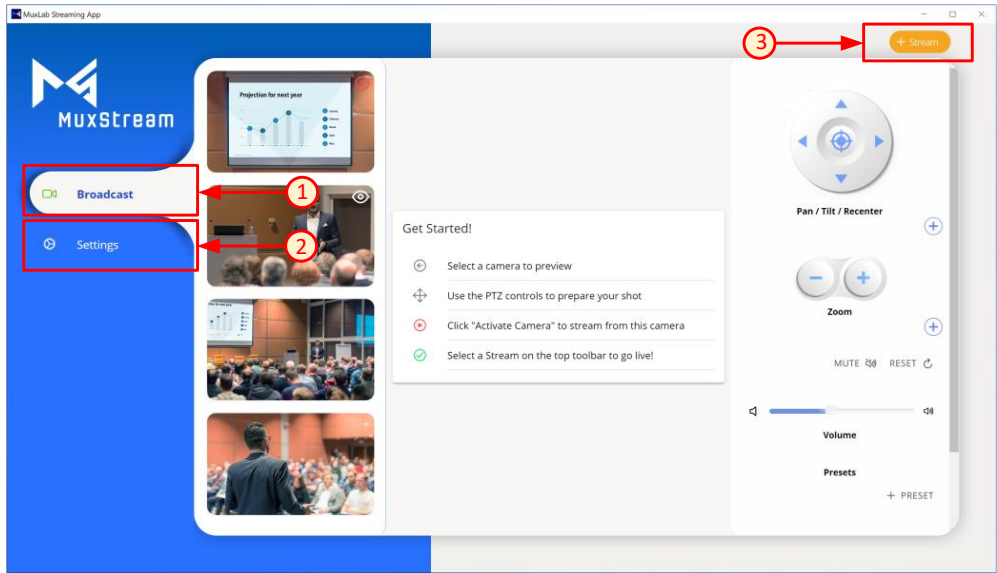 MuxLab Streaming App
3
+ Stream
MuxStream
Projection for next year
1
Broadcast
2
Settings
Get Started!
Select a camera to preview
Use the PTZ controls to prepare your shot
Click "Activate Camera" to stream from this camera
Select a Stream on the top toolbar to go live!
Pan / Tilt / Recenter
Zoom
MUTE
RESET
Volume
Presets
+ PRESET